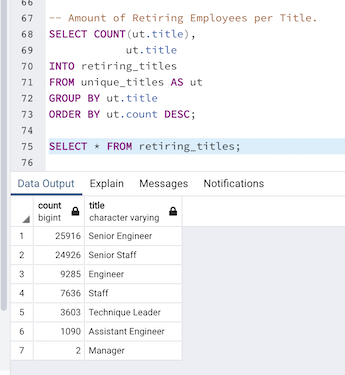 66
67 -- Amount of Retiring Employees per Title.
68 SELECT COUNT(ut.title),
69 ut.title
70 INTO retiring_titles
71 FROM unique_titles AS ut
72 GROUP BY ut.title
73 ORDER BY ut.count DESC;
74
75 SELECT * FROM retiring_titles;
76
Data Output Explain Messages Notifications
count title
bigint character varying
1 25916 Senior Engineer
2 24926 Senior Staff
3 9285 Engineer
4 7636 Staff
5 3603 Technique Leader
6 1090 Assistant Engineer
7 2 Manager